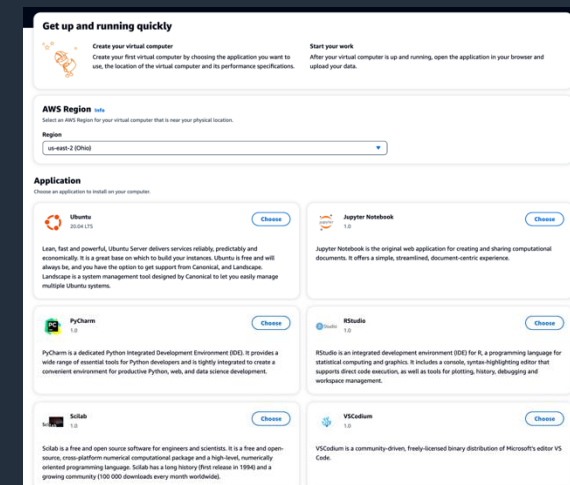 Get up and running quickly
Create your virtual computer
Create your first virtual computer by choosing the application you want to
use, the location of the virtual computer and its performance specifications.
Start your work
After your virtual computer is up and running, open the application in your browser and
upload your data.
AWS Region Info
Select an AWS Region for your virtual computer that is near your physical location.
Region
us-east-2 (Ohio)
Application
Choose an application to install on your computer.
Ubuntu
20.04 LTS
Choose
Lean, fast and powerful, Ubuntu Server delivers services reliably, predictably and
economically. It is a great base on which to build your instances. Ubuntu is free and will
always be, and you have the option to get support from Canonical, and Landscape.
Landscape is a system management tool designed by Canonical to let you easily manage
multiple Ubuntu systems.
Jupyter Notebook
1.0
Choose
Jupyter Notebook is the original web application for creating and sharing computational
documents. It offers a simple, streamlined, document-centric experience.
PC
PyCharm
1.0
Choose
PyCharm is a dedicated Python Integrated Development Environment (IDE). It provides a
wide range of essential tools for Python developers and is tightly integrated to create a
convenient environment for productive Python, web, and data science development.
RStudio
1.0
Choose
RStudio is an integrated development environment (IDE) for R, a programming language for
statistical computing and graphics. It includes a console, syntax-highlighting editor that
supports direct code execution, as well as tools for plotting, history, debugging and
workspace management.
Scilab
1.0
Choose
Scilab is a free and open source software for engineers and scientists. It is a free and open-
source, cross-platform numerical computational package and a high-level, numerically
oriented programming language. Scilab has a long history (first release in 1994) and a
growing community (100 000 downloads every month worldwide).
VSCodium
1.0
Choose
VSCodium is a community-driven, freely-licensed binary distribution of Microsoft's editor VS
Code.